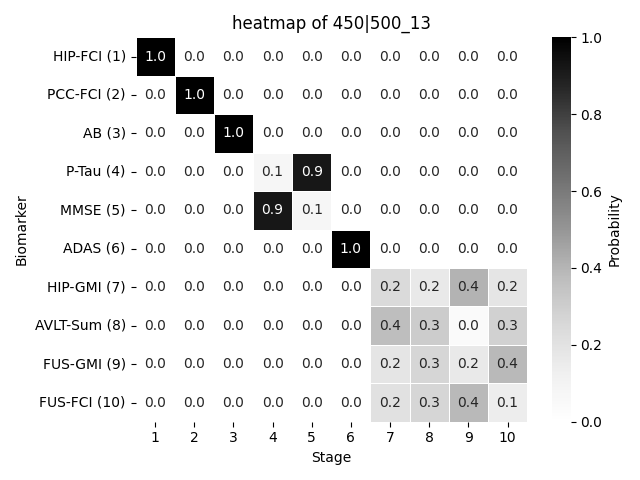 heatmap of 450|500_13
HIP-FCI (1) 1.0 0.0 0.0 0.0 0.0 0.0 0.0 0.0 0.0 0.0
PCC-FCI (2) 0.0 1.0 0.0 0.0 0.0 0.0 0.0 0.0 0.0 0.0
AB (3) 0.0 0.0 1.0 0.0 0.0 0.0 0.0 0.0 0.0 0.0
P-Tau (4) 0.0 0.0 0.0 0.1 0.9 0.0 0.0 0.0 0.0 0.0
MMSE (5) 0.0 0.0 0.0 0.9 0.1 0.0 0.0 0.0 0.0 0.0
ADAS (6) 0.0 0.0 0.0 0.0 0.0 1.0 0.0 0.0 0.0 0.0
HIP-GMI (7) 0.0 0.0 0.0 0.0 0.0 0.0 0.2 0.2 0.4 0.2
AVLT-Sum (8) 0.0 0.0 0.0 0.0 0.0 0.0 0.4 0.3 0.0 0.3
FUS-GMI (9) 0.0 0.0 0.0 0.0 0.0 0.0 0.2 0.3 0.2 0.4
FUS-FCI (10) 0.0 0.0 0.0 0.0 0.0 0.0 0.2 0.3 0.4 0.1
1 2 3 4 5 6 7 8 9 10
Stage
Biomarker
1.0
0.8
0.6
0.4
0.2
0.0
Probability